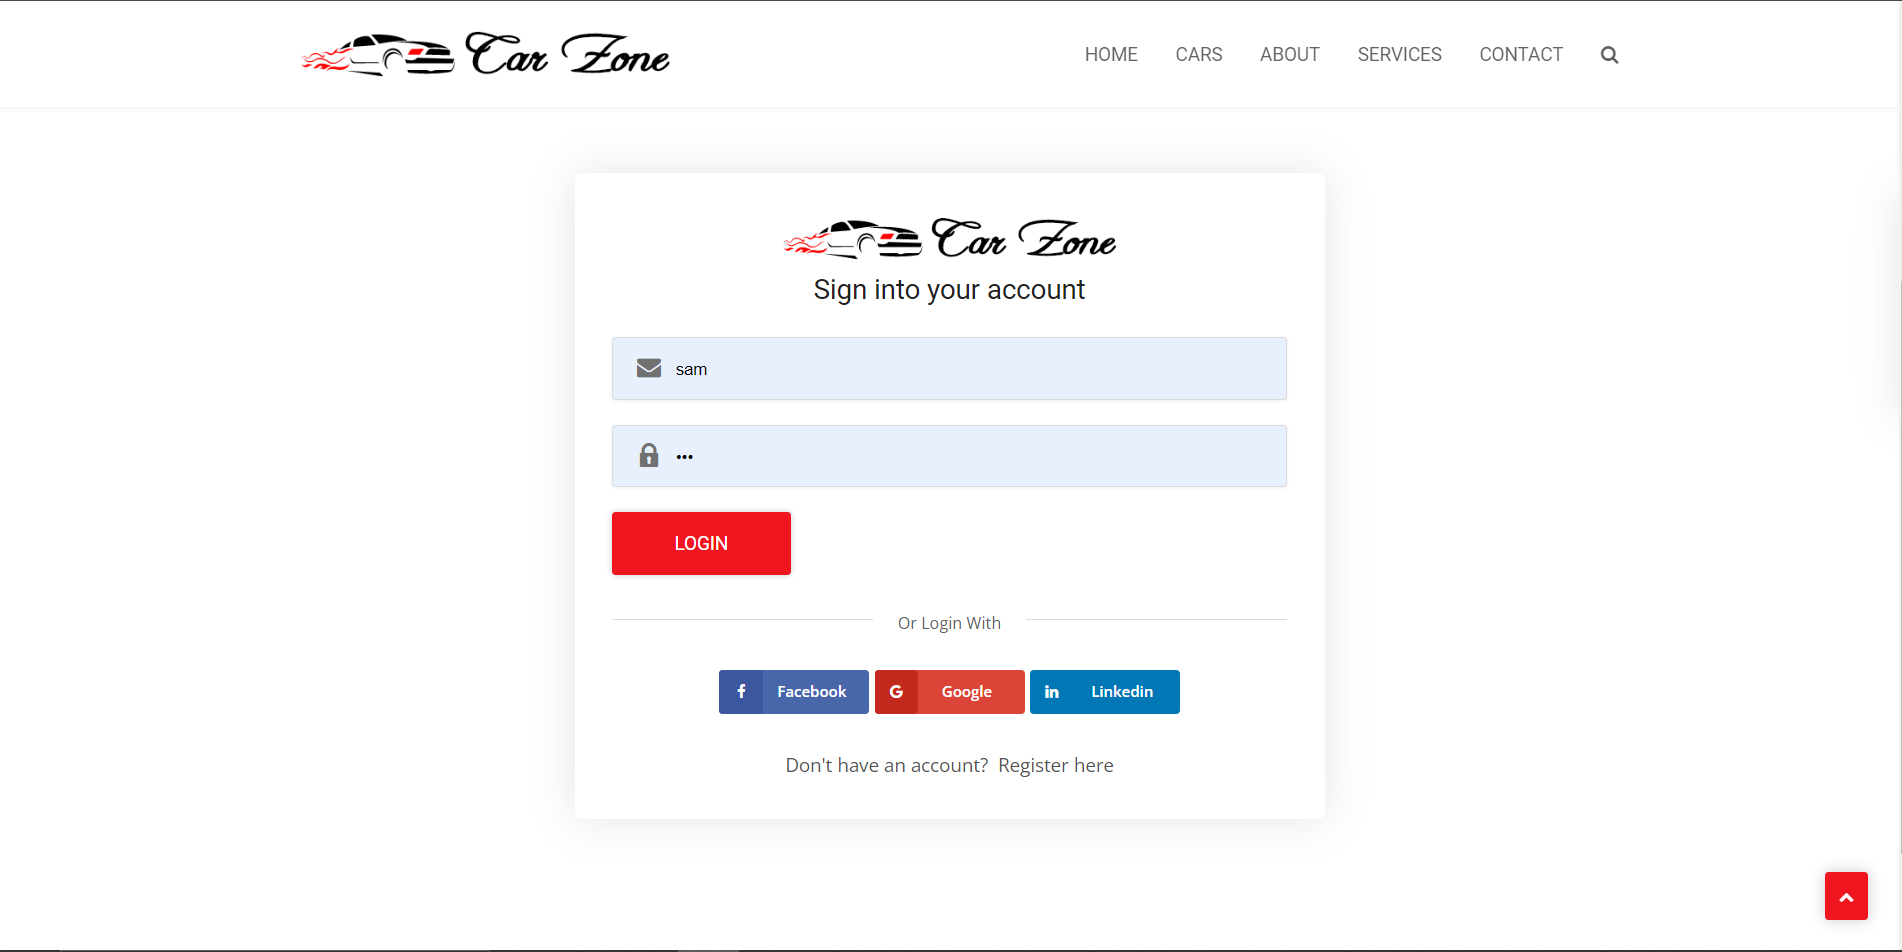 Car Zone
HOME CARS ABOUT SERVICES CONTACT
Car Zone
Sign into your account
sam
•••
LOGIN
Or Login With
f Facebook G Google in Linkedin
Don't have an account? Register here